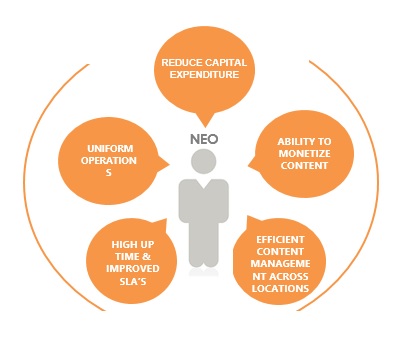 REDUCE CAPITAL
EXPENDITURE
NEO
UNIFORM
OPERATION
S
ABILITY TO
MONETIZE
CONTENT
HIGH UP
TIME &
IMPROVED
SLA'S
EFFICIENT
CONTENT
MANAGEME
NT ACROSS
LOCATIONS